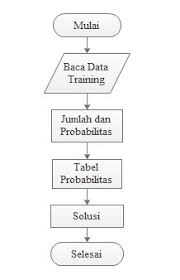 Mulai
Baca Data
Training
Jumlah dan
Probabilitas
Tabel
Probabilitas
Solusi
Selesai